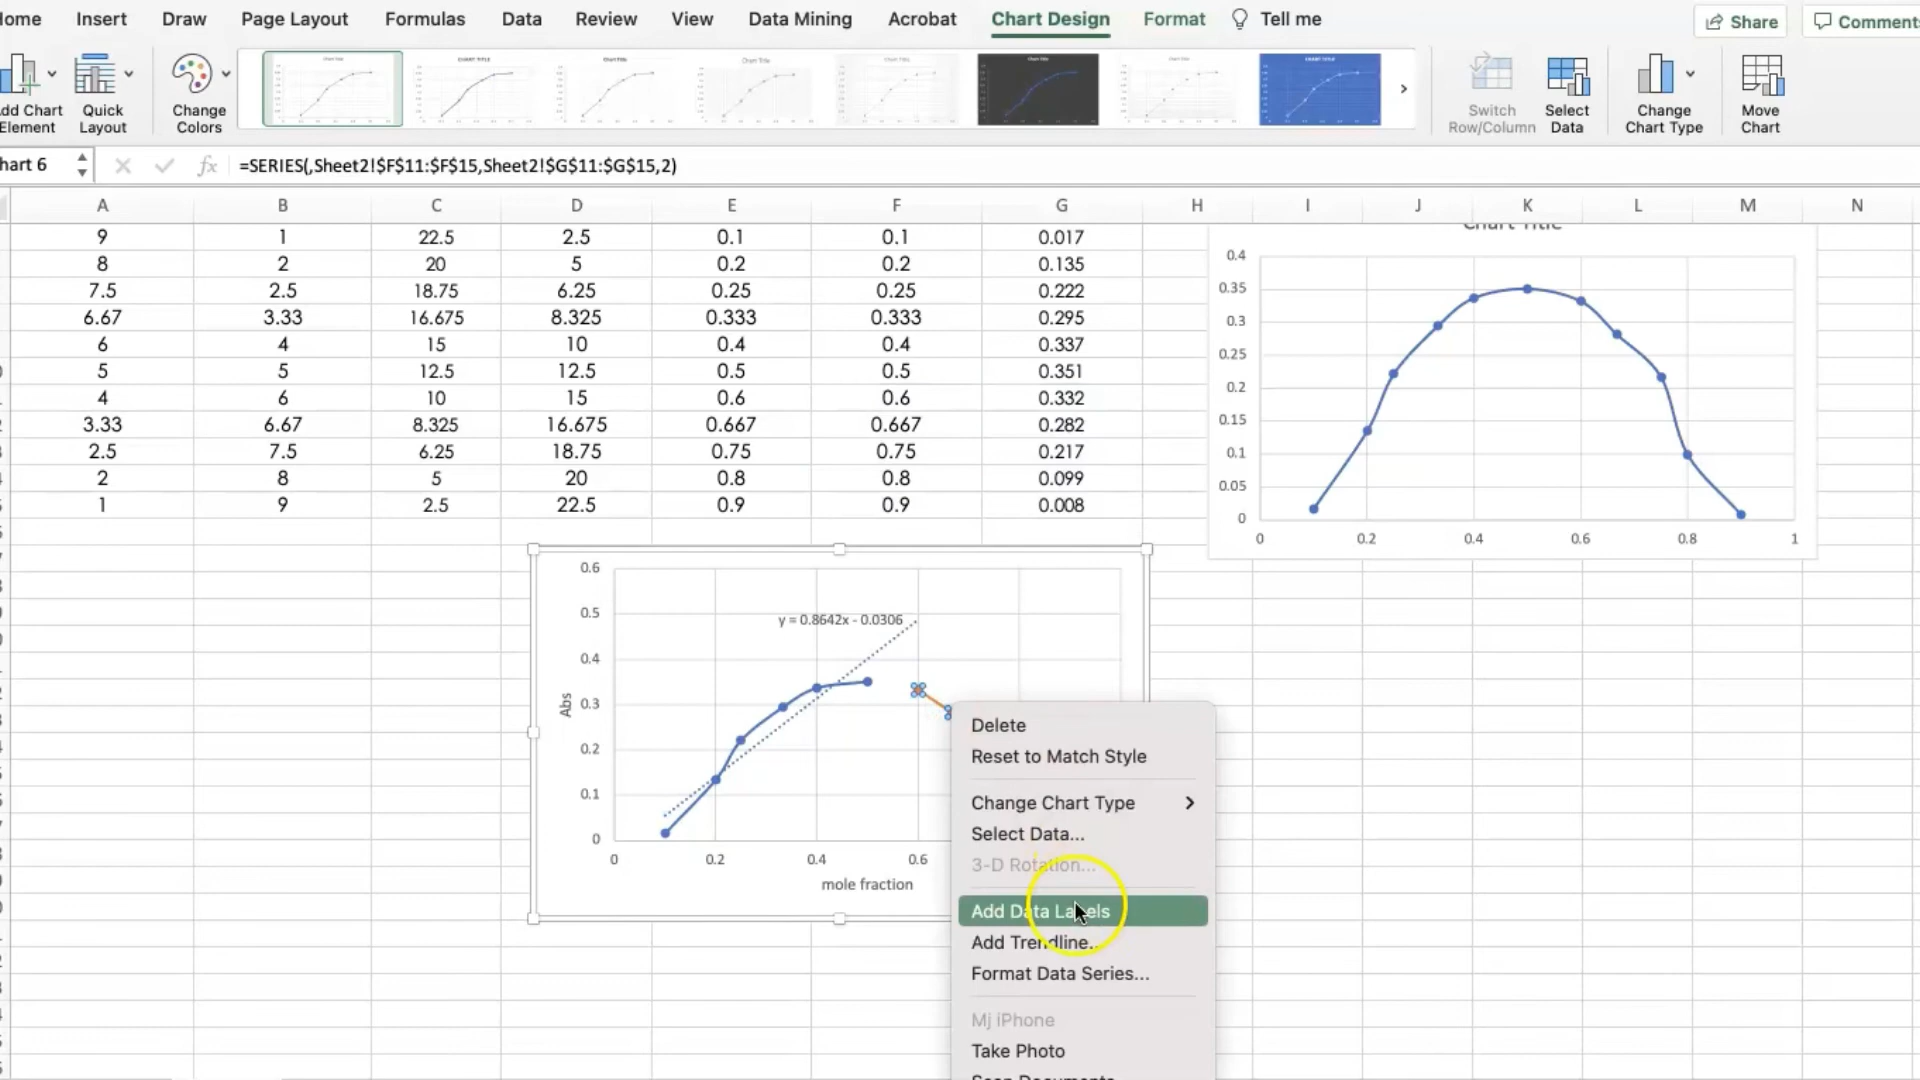 Home Insert Draw Page Layout Formulas Data Review View Data Mining Acrobat Chart Design Format Tell me Share Comments
Add Chart Element Quick Layout Change Colors Switch Row/Column Select Data Change Chart Type Move Chart
Chart 6 fx =SERIES(,Sheet2!$F$11:$F$15,Sheet2!$G$11:$G$15,2)
A B C D E F G H I J K L M N
9 1 22.5 2.5 0.1 0.1 0.017
8 2 20 5 0.2 0.2 0.135
7.5 2.5 18.75 6.25 0.25 0.25 0.222
6.67 3.33 16.675 8.325 0.333 0.333 0.295
6 4 15 10 0.4 0.4 0.337
5 5 12.5 12.5 0.5 0.5 0.351
4 6 10 15 0.6 0.6 0.332
3.33 6.67 8.325 16.675 0.667 0.667 0.282
2.5 7.5 6.25 18.75 0.75 0.75 0.217
2 8 5 20 0.8 0.8 0.099
1 9 2.5 22.5 0.9 0.9 0.008
Chart Title
0.4
0.35
0.3
0.25
0.2
0.15
0.1
0.05
0
0 0.2 0.4 0.6 0.8 1
0.6
0.5
0.4
0.3
0.2
0.1
0
Abs
y = 0.8642x - 0.0306
0 0.2 0.4 0.6
mole fraction
Delete
Reset to Match Style
Change Chart Type
Select Data...
3-D Rotation...
Add Data Labels
Add Trendline...
Format Data Series...
Mj iPhone
Take Photo
Scan Documents